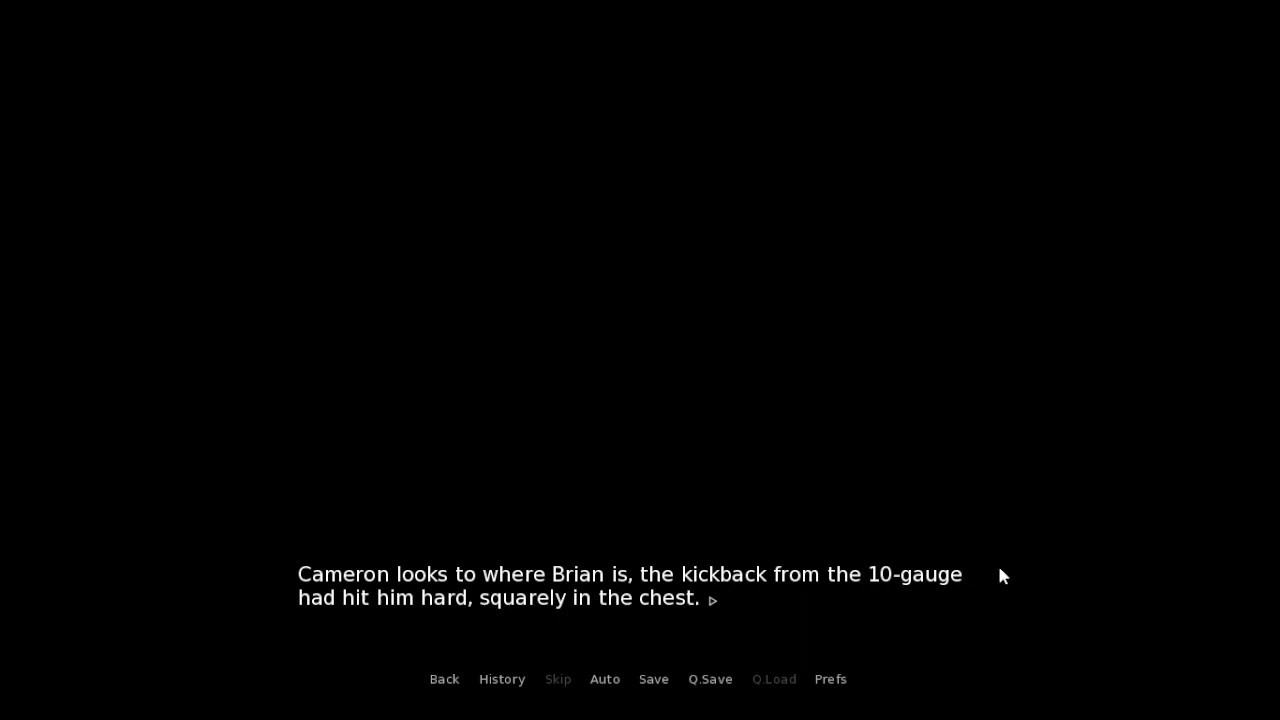 Cameron looks to where Brian is, the kickback from the 10-gauge
had hit him hard, squarely in the chest.
Back History Skip Auto Save Q.Save Q.Load Prefs